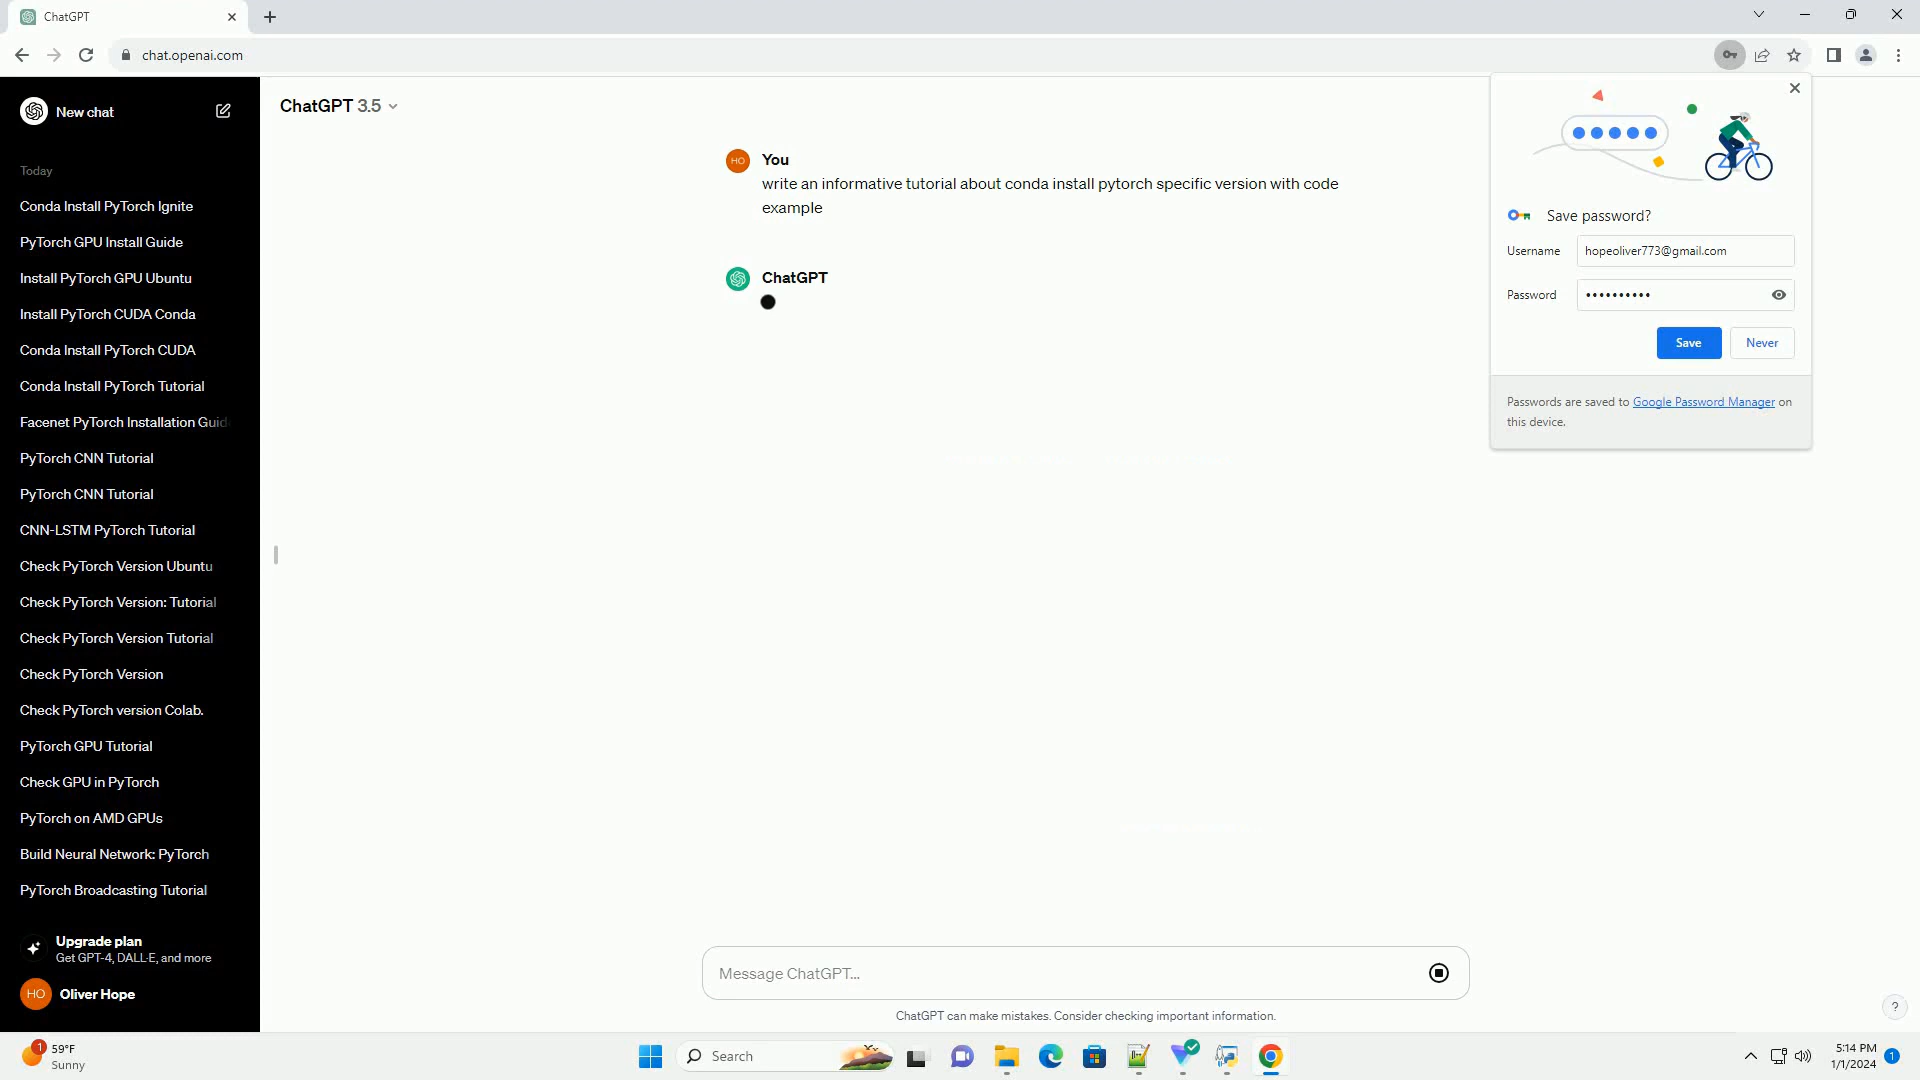 ChatGPT
chat.openai.com
New chat
Today
Conda Install PyTorch Ignite
PyTorch GPU Install Guide
Install PyTorch GPU Ubuntu
Install PyTorch CUDA Conda
Conda Install PyTorch CUDA
Conda Install PyTorch Tutorial
Facenet PyTorch Installation Guid
PyTorch CNN Tutorial
PyTorch CNN Tutorial
CNN-LSTM PyTorch Tutorial
Check PyTorch Version Ubuntu
Check PyTorch Version: Tutorial
Check PyTorch Version Tutorial
Check PyTorch Version
Check PyTorch version Colab.
PyTorch GPU Tutorial
Check GPU in PyTorch
PyTorch on AMD GPUs
Build Neural Network: PyTorch
PyTorch Broadcasting Tutorial
Upgrade plan
Get GPT-4, DALL·E, and more
HO Oliver Hope
ChatGPT 3.5
HO You
write an informative tutorial about conda install pytorch specific version with code
example
ChatGPT
Save password?
Username hopeoliver773@gmail.com
Password ••••••••••
Save Never
Passwords are saved to Google Password Manager on
this device.
Message ChatGPT...
ChatGPT can make mistakes. Consider checking important information.
?
1
59°F
Sunny
Search
5:14 PM
1/1/2024
1